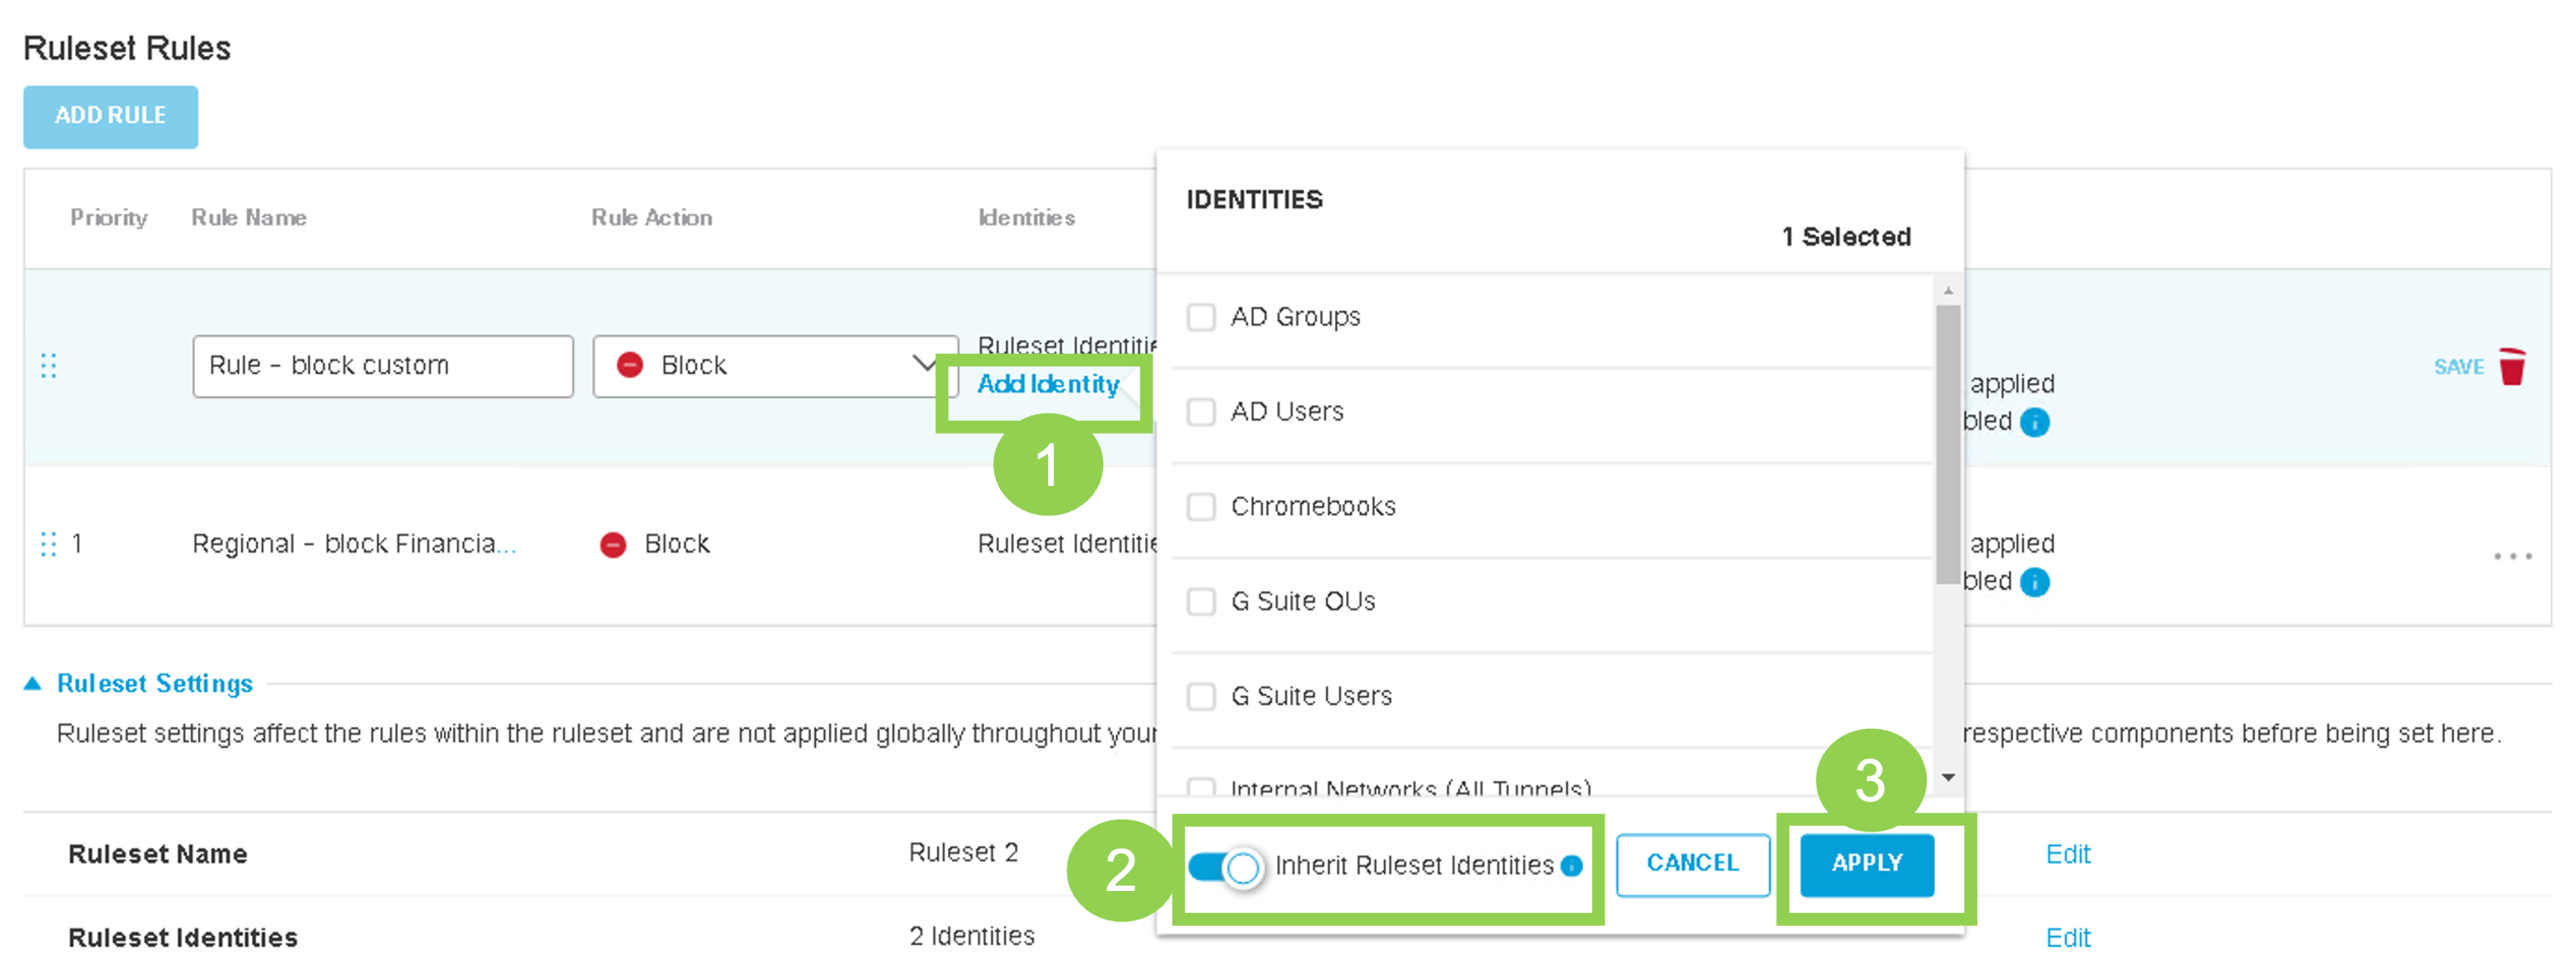 Ruleset Rules
ADD RULE
Priority Rule Name Rule Action Identities
Rule - block custom Block Ruleset Identitie
Add Identity
applied
bled
SAVE
1 Regional - block Financia... Block Ruleset Identitie
applied
bled
IDENTITIES
1 Selected
AD Groups
AD Users
Chromebooks
G Suite OUs
G Suite Users
Internal Networks (All Tunnels)
Inherit Ruleset Identities
CANCEL
APPLY
1
2
3
Ruleset Settings
Ruleset settings affect the rules within the ruleset and are not applied globally throughout your respective components before being set here.
Ruleset Name Ruleset 2 Edit
Ruleset Identities 2 Identities Edit